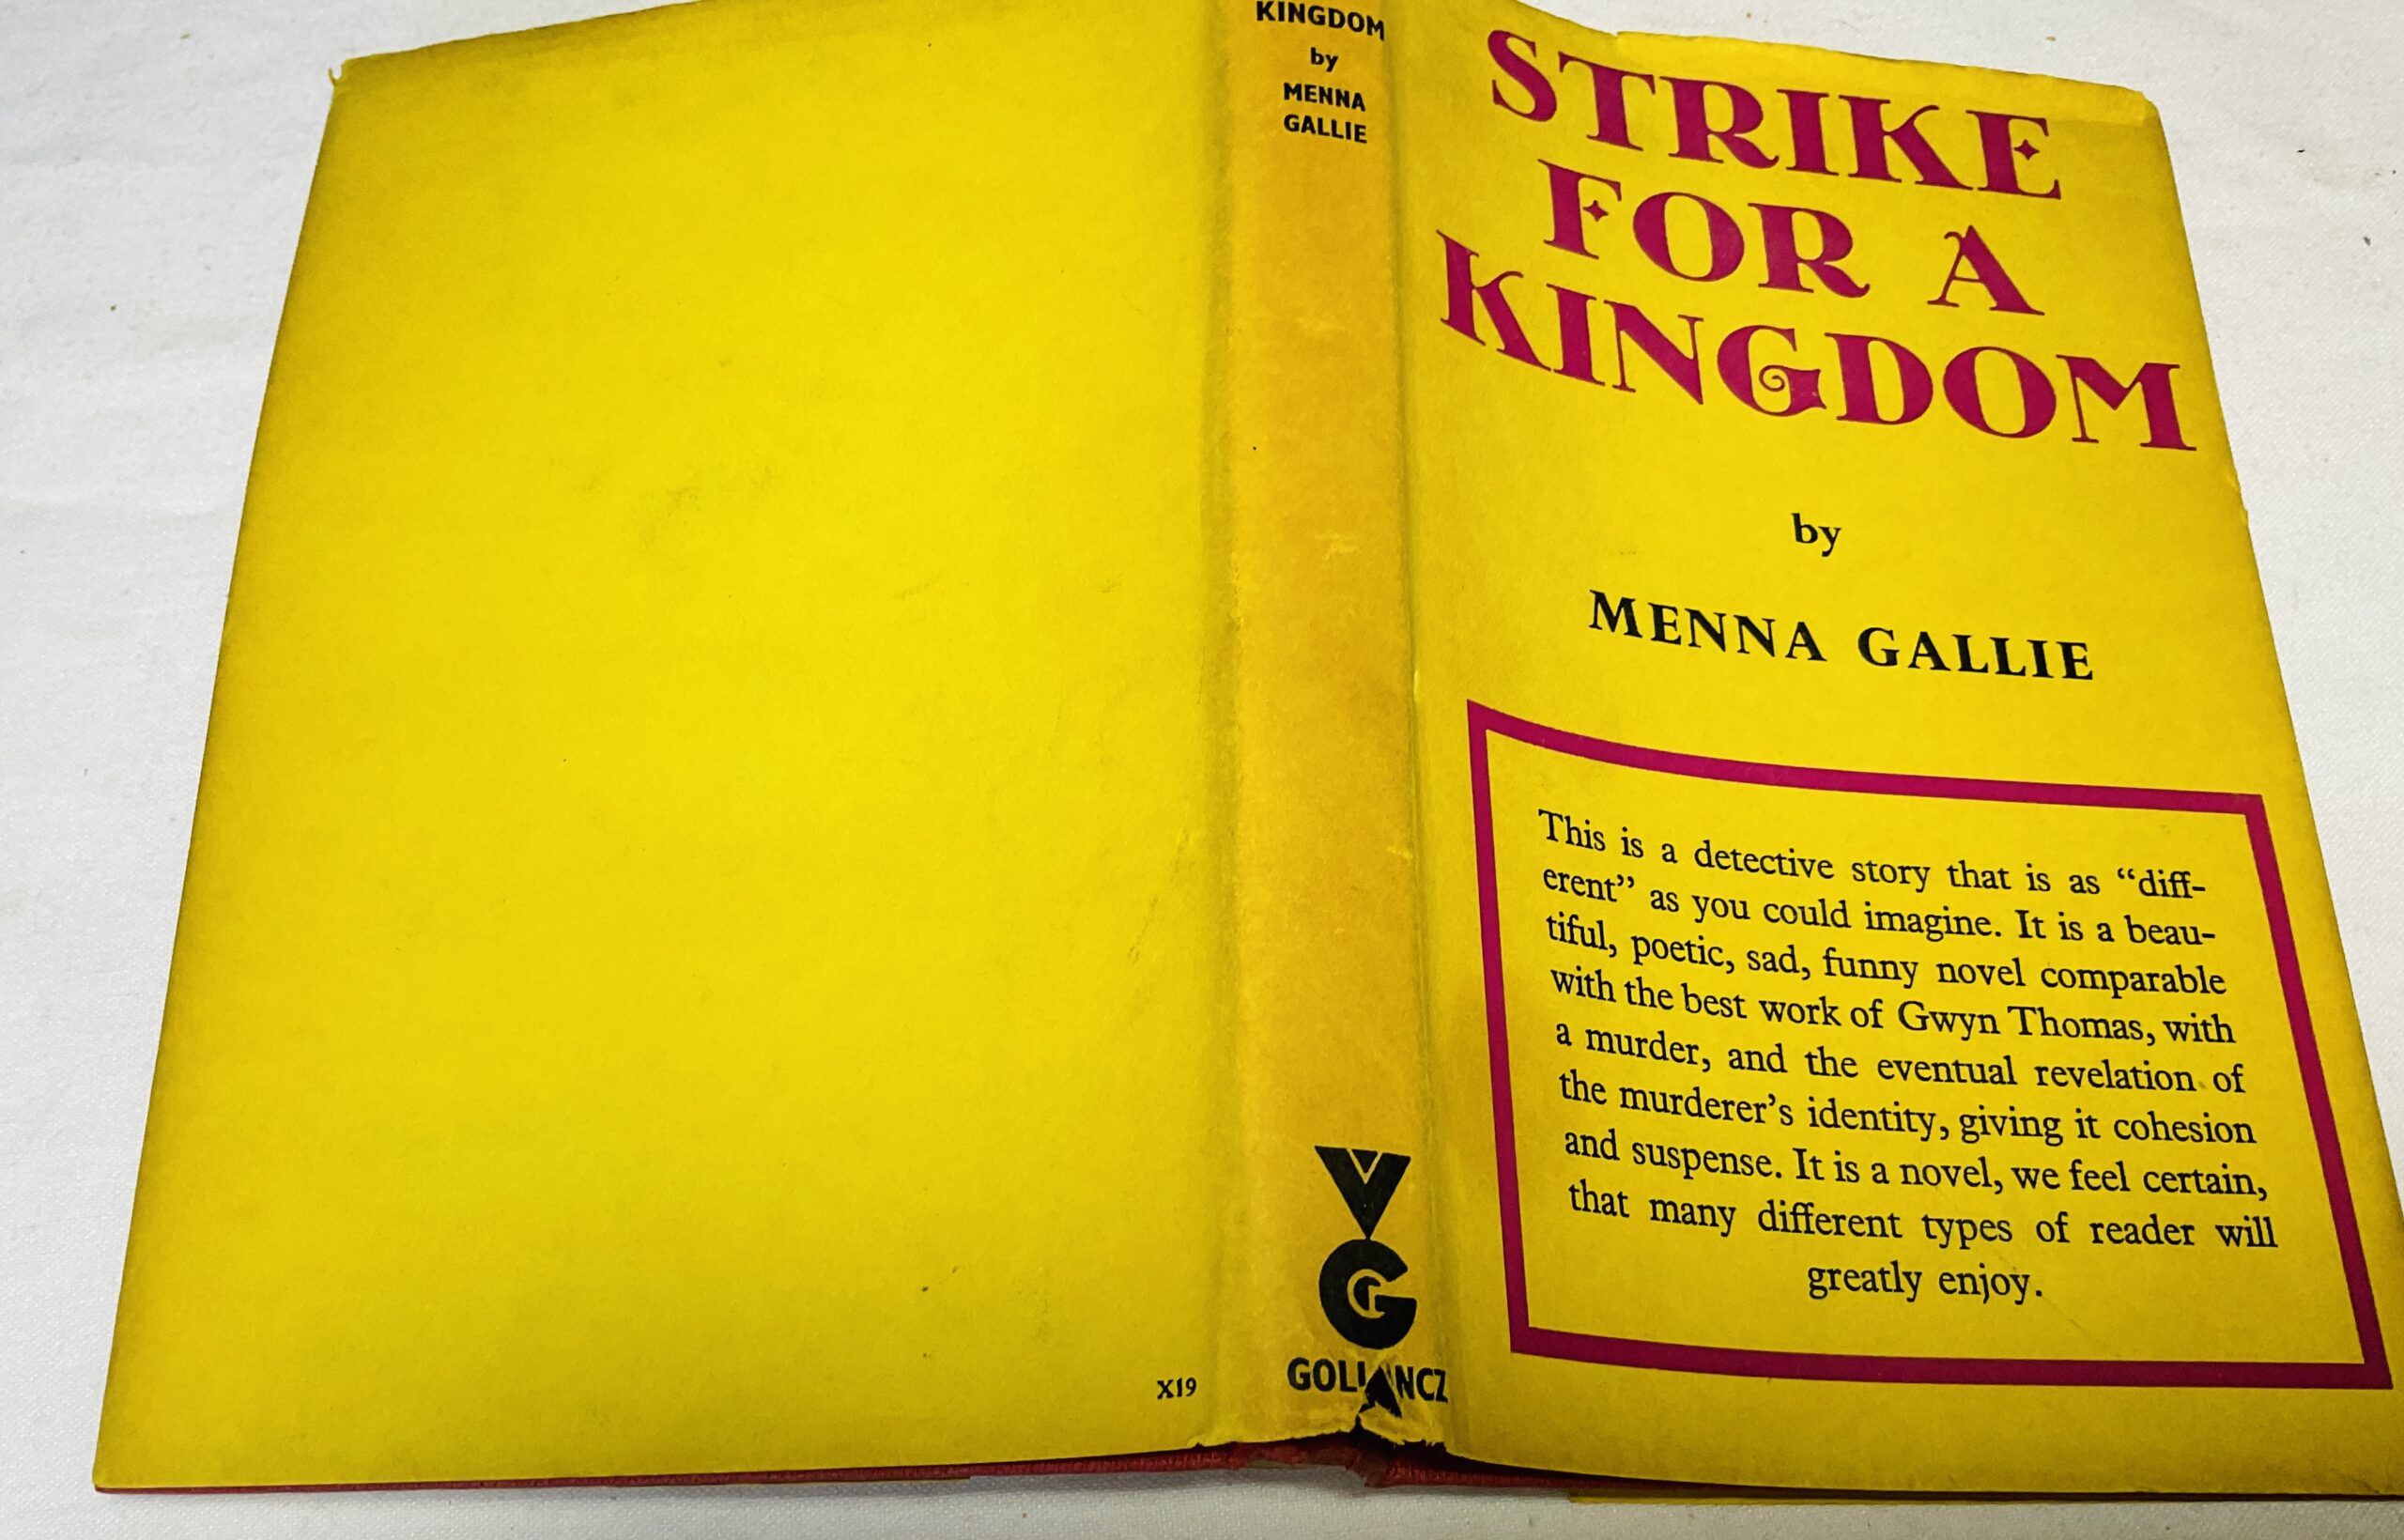 KINGDOM
by
MENNA
GALLIE
VG
GOLLANCZ
X19
STRIKE
FOR A
KINGDOM
by
MENNA GALLIE
This is a detective story that is as “diff-
erent” as you could imagine. It is a beau-
tiful, poetic, sad, funny novel comparable
with the best work of Gwyn Thomas, with
a murder, and the eventual revelation of
the murderer’s identity, giving it cohesion
and suspense. It is a novel, we feel certain,
that many different types of reader will
greatly enjoy.